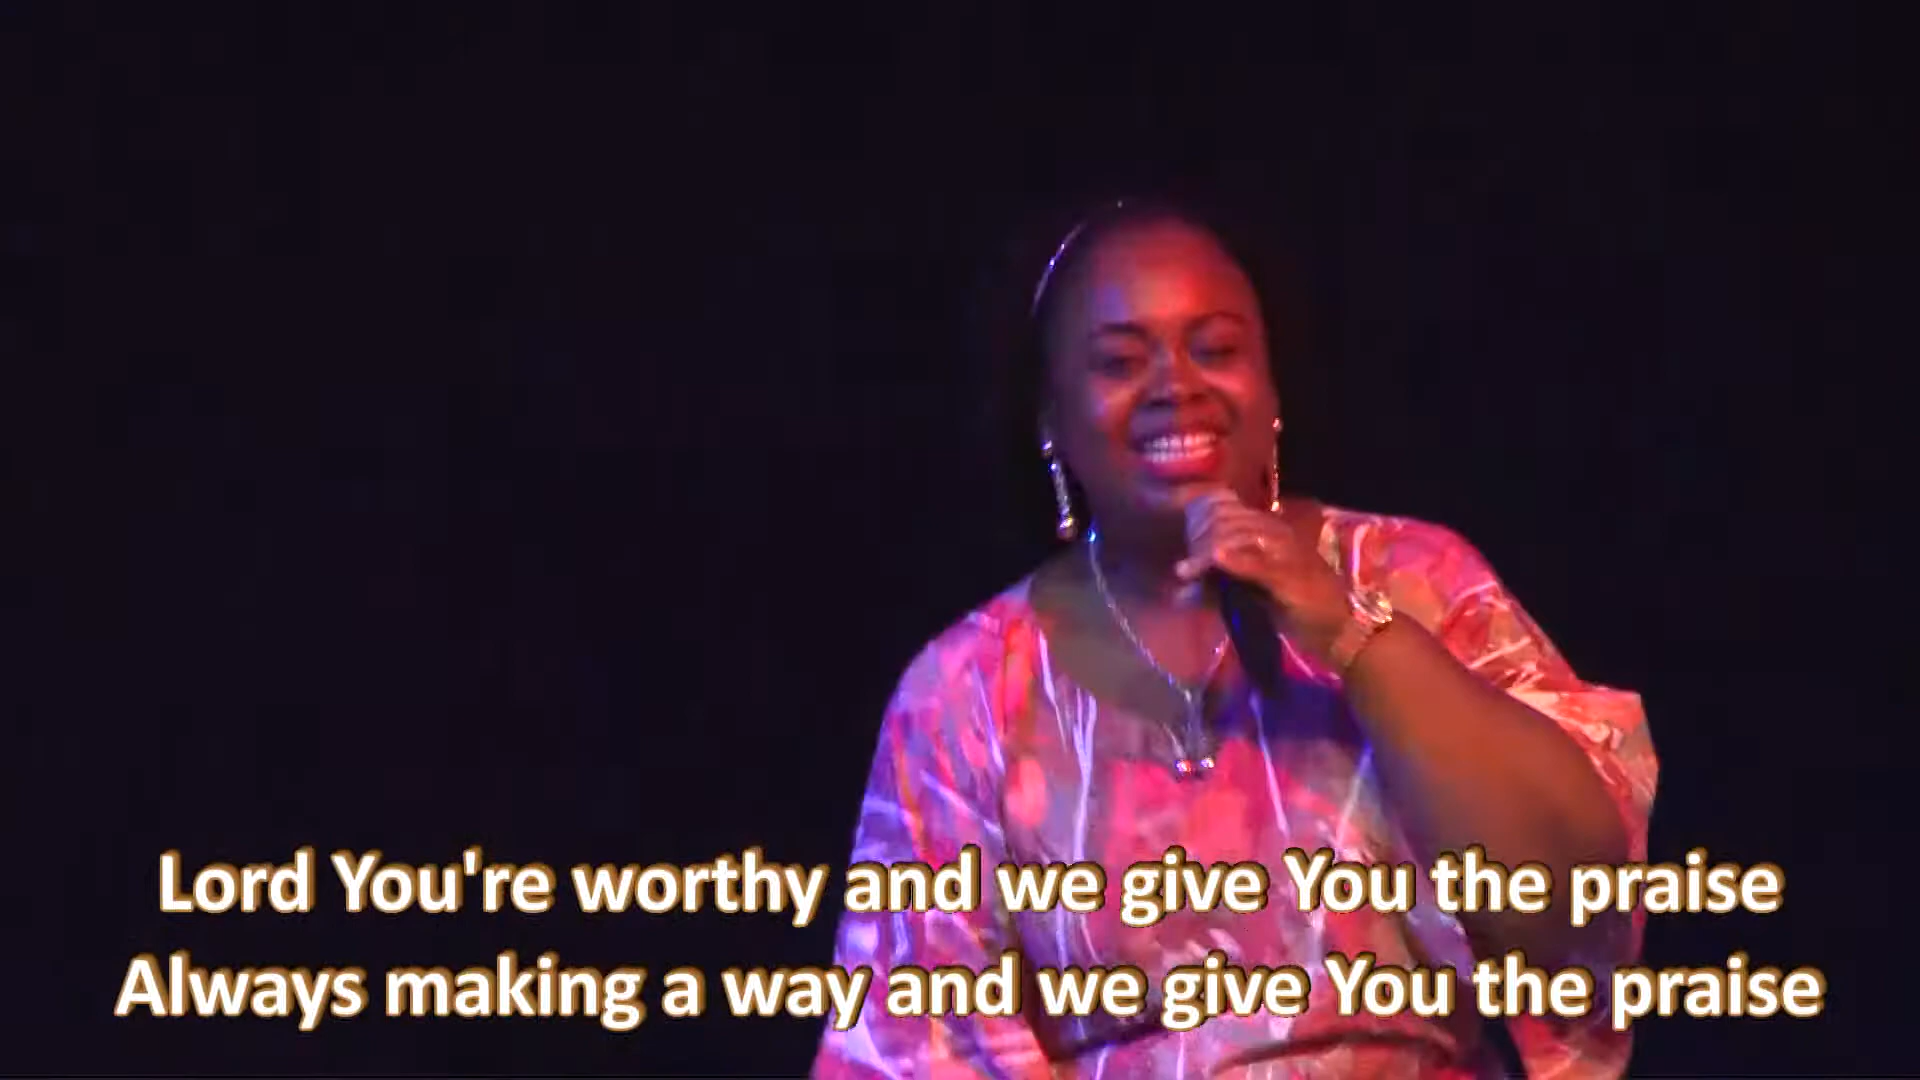 Lord You're worthy and we give You the praise
Always making a way and we give You the praise